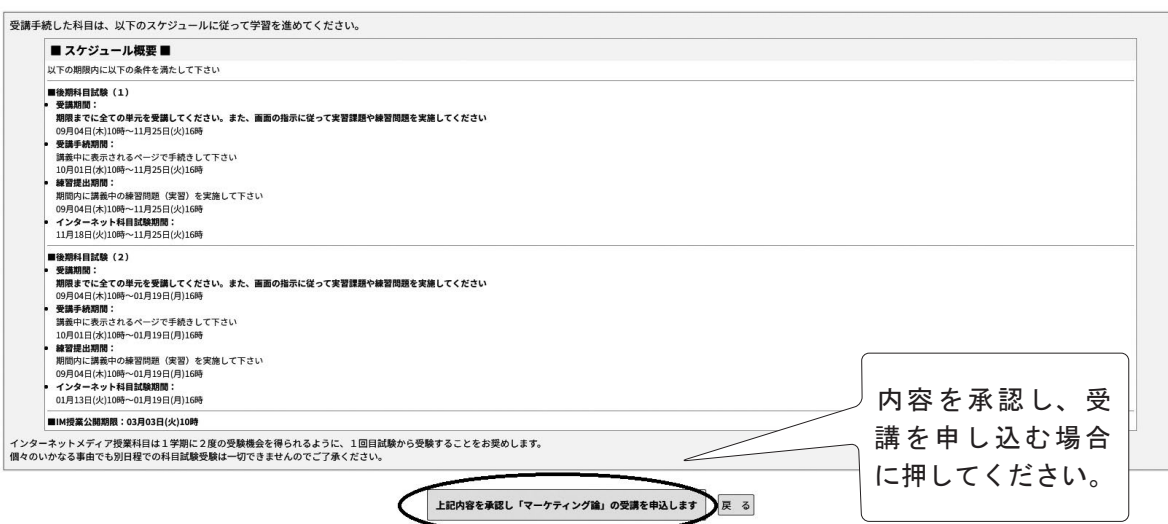 受講手続した科目は、以下のスケジュールに従って学習を進めてください。
■ スケジュール概要 ■
以下の期限内に以下の条件を満たして下さい
■後期科目試験（１）
• 受講期間：
期限までに全ての単元を受講してください。また、画面の指示に従って実習課題や練習問題を実施してください
09月04日(木)10時～11月25日(火)16時
• 受講手続期間：
講義中に表示されるページで手続きして下さい
10月01日(水)10時～11月25日(火)16時
• 練習提出期間：
期間内に講義中の練習問題（実習）を実施して下さい
09月04日(木)10時～11月25日(火)16時
• インターネット科目試験期間：
11月18日(火)10時～11月25日(火)16時
■後期科目試験（２）
• 受講期間：
期限までに全ての単元を受講してください。また、画面の指示に従って実習課題や練習問題を実施してください
09月04日(木)10時～01月19日(月)16時
• 受講手続期間：
講義中に表示されるページで手続きして下さい
10月01日(水)10時～01月19日(月)16時
• 練習提出期間：
期間内に講義中の練習問題（実習）を実施して下さい
09月04日(木)10時～01月19日(月)16時
• インターネット科目試験期間：
01月13日(火)10時～01月19日(月)16時
■IM授業公開期限：03月03日(火)10時
インターネットメディア授業科目は１学期に２度の受験機会を得られるように、１回目試験から受験することをお奨めします。
個々のいかなる事由でも別日程での科目試験受験は一切できませんのでご了承ください。
内容を承認し、受
講を申し込む場合
に押してください。
上記内容を承認し「マーケティング論」の受講を申込します
戻 る